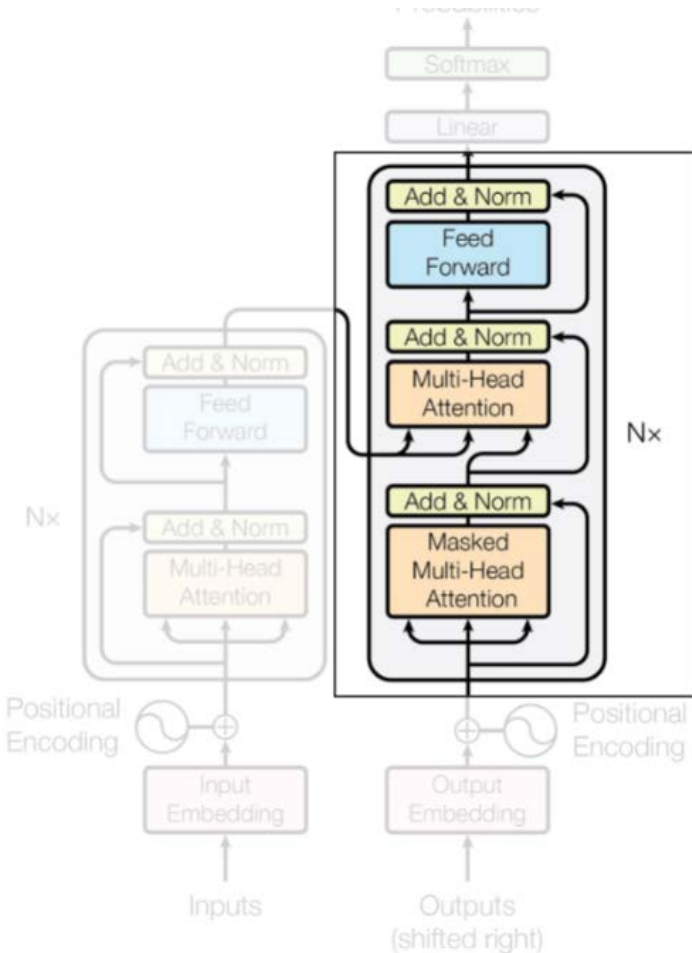 Probabilities
Softmax
Linear
Add & Norm
Feed
Forward
Add & Norm
Multi-Head
Attention
Nx
Add & Norm
Masked
Multi-Head
Attention
Add & Norm
Feed
Forward
Nx
Add & Norm
Multi-Head
Attention
Positional
Encoding
Positional
Encoding
Input
Embedding
Output
Embedding
Inputs
Outputs
(shifted right)